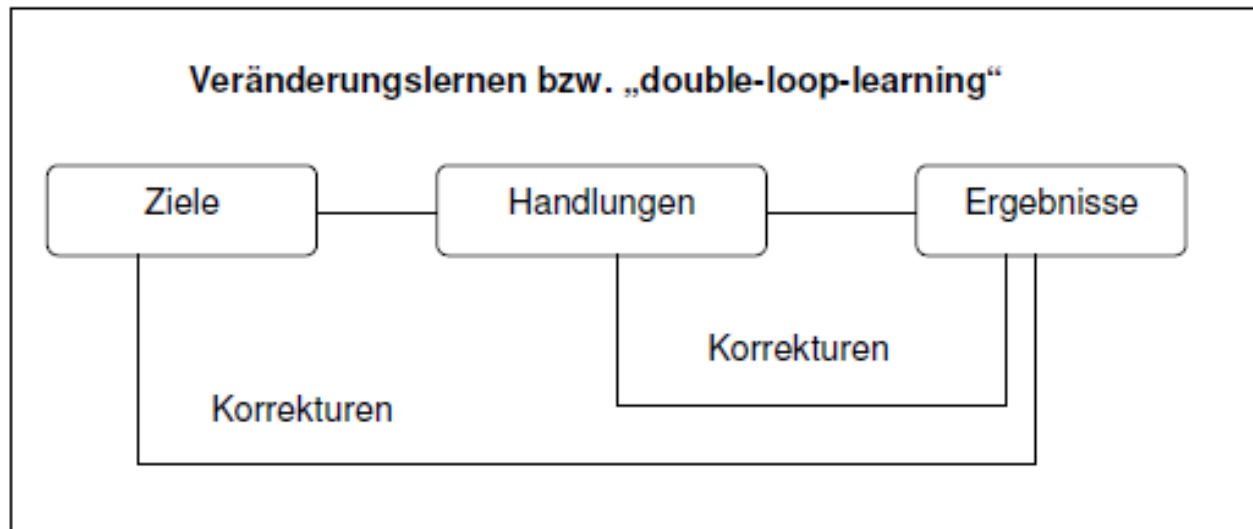 Veränderungslernen bzw. „double-loop-learning“
Ziele
Handlungen
Ergebnisse
Korrekturen
Korrekturen